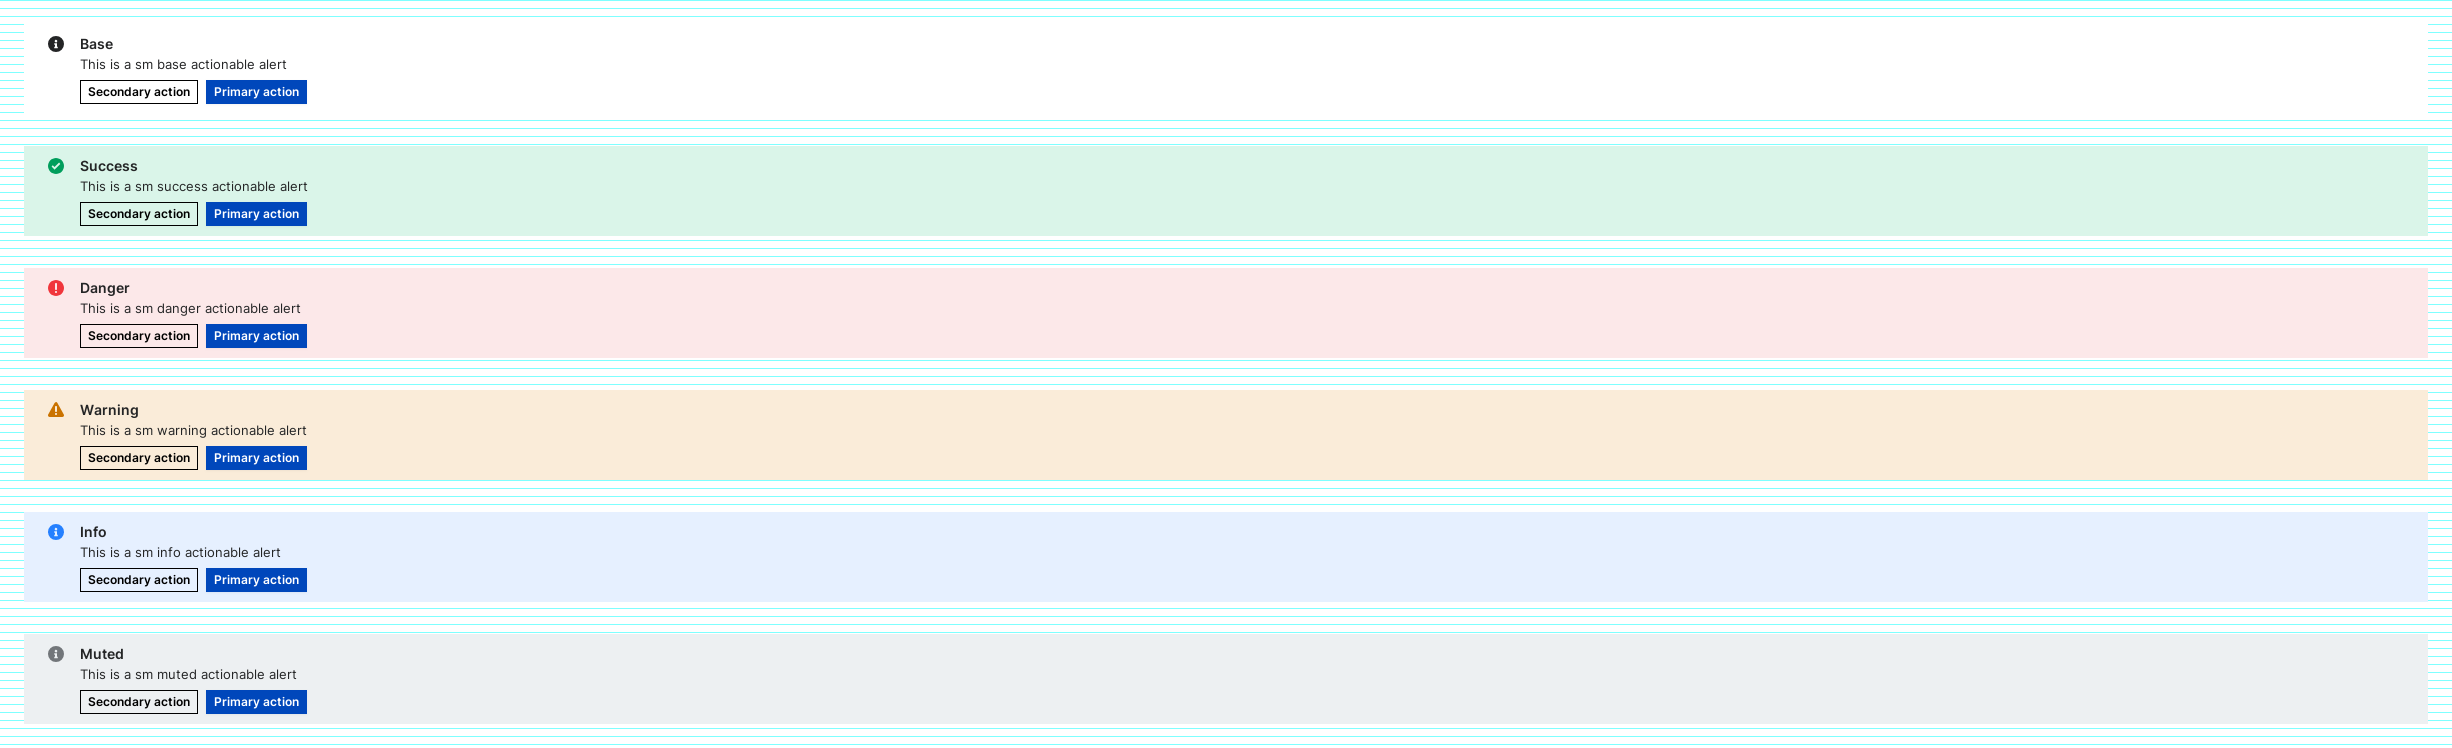 Base
This is a sm base actionable alert
Secondary action Primary action
Success
This is a sm success actionable alert
Secondary action Primary action
Danger
This is a sm danger actionable alert
Secondary action Primary action
Warning
This is a sm warning actionable alert
Secondary action Primary action
Info
This is a sm info actionable alert
Secondary action Primary action
Muted
This is a sm muted actionable alert
Secondary action Primary action